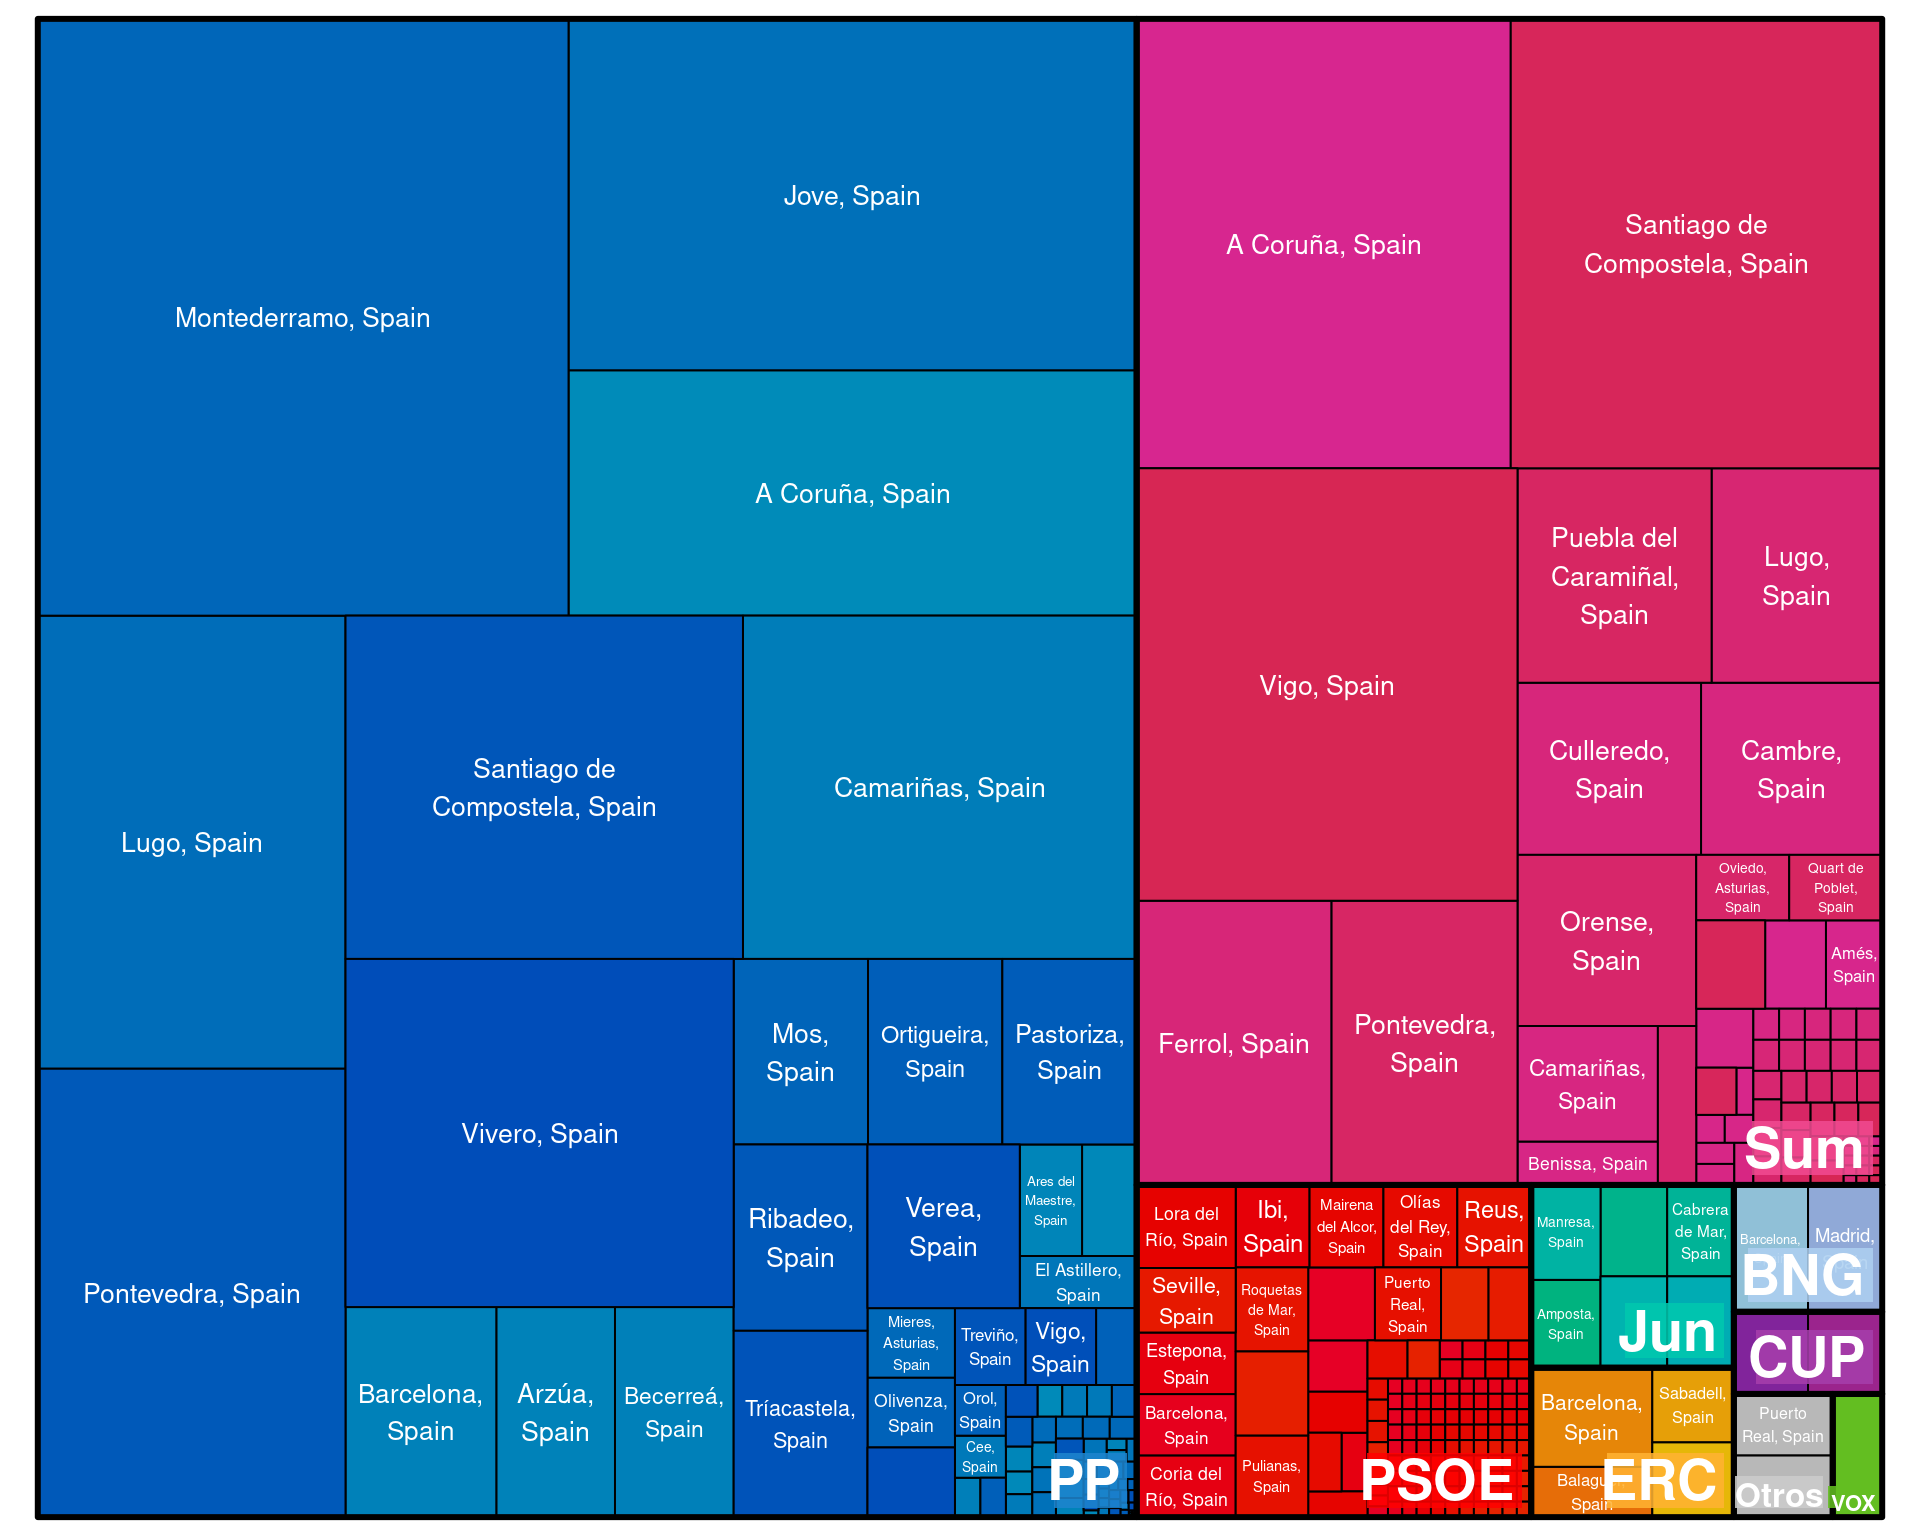 Montederramo, Spain
Jove, Spain
A Coruña, Spain
Lugo, Spain
Santiago de
Compostela, Spain
Camariñas, Spain
Pontevedra, Spain
Vivero, Spain
Mos,
Spain
Ortigueira,
Spain
Pastoriza,
Spain
Ribadeo,
Spain
Verea,
Spain
Ares del
Maestre,
Spain
El Astillero,
Spain
Barcelona,
Spain
Arzúa,
Spain
Becerreá,
Spain
Tríacastela,
Spain
Mieres,
Asturias,
Spain
Treviño,
Spain
Vigo,
Spain
Olivenza,
Spain
Orol,
Spain
Cee,
Spain
PP
A Coruña, Spain
Santiago de
Compostela, Spain
Vigo, Spain
Puebla del
Caramiñal,
Spain
Lugo,
Spain
Culleredo,
Spain
Cambre,
Spain
Ferrol, Spain
Pontevedra,
Spain
Orense,
Spain
Oviedo,
Asturias,
Spain
Quart de
Poblet,
Spain
Amés,
Spain
Camariñas,
Spain
Benissa, Spain
Sum
Lora del
Río, Spain
Ibi,
Spain
Mairena
del Alcor,
Spain
Olías
del Rey,
Spain
Reus,
Spain
Seville,
Spain
Roquetas
de Mar,
Spain
Puerto
Real,
Spain
Estepona,
Spain
Barcelona,
Spain
Coria del
Río, Spain
Pulianas,
Spain
PSOE
Manresa,
Spain
Cabrera
de Mar,
Spain
Amposta,
Spain
Jun
Barcelona,
Spain
Sabadell,
Spain
Spain
ERC
Barcelona,
Madrid,
BNG
CUP
Puerto
Real, Spain
Otros
VOX